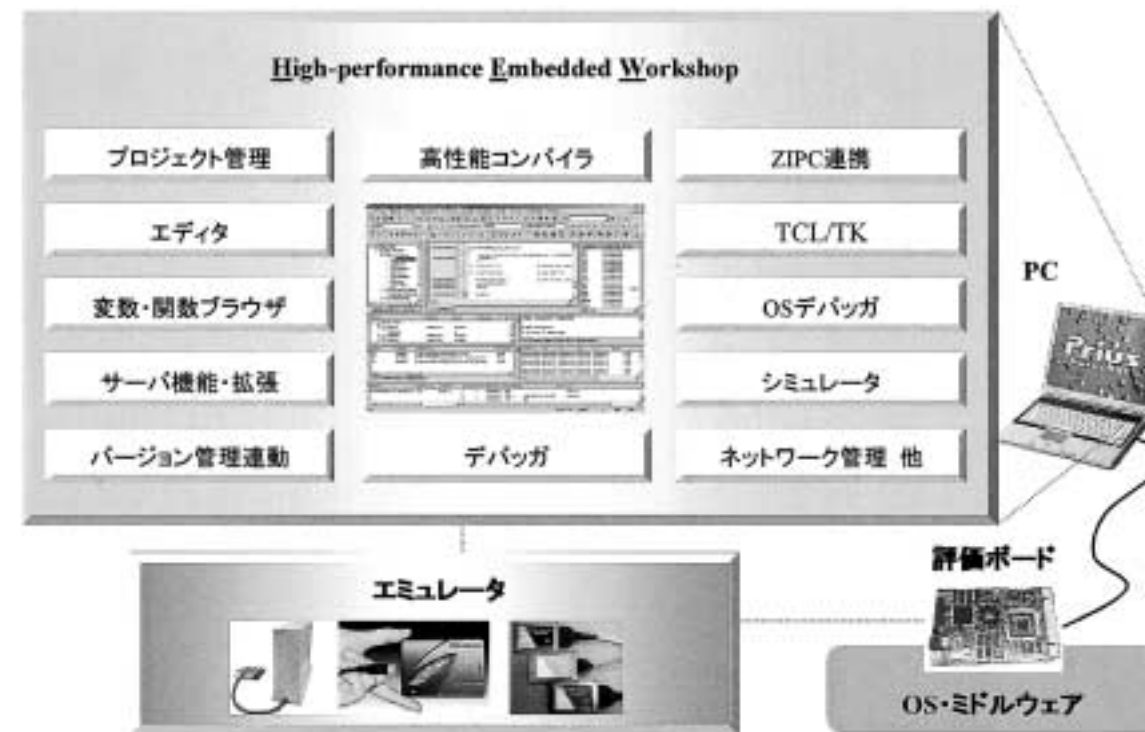 High-performance Embedded Workshop
プロジェクト管理
高性能コンパイラ
ZIPC連携
エディタ
TCL/TK
変数・関数ブラウザ
OSデバッガ
サーバ機能・拡張
シミュレータ
バージョン管理連動
デバッガ
ネットワーク管理 他
PC
Prius
エミュレータ
評価ボード
OS・ミドルウェア